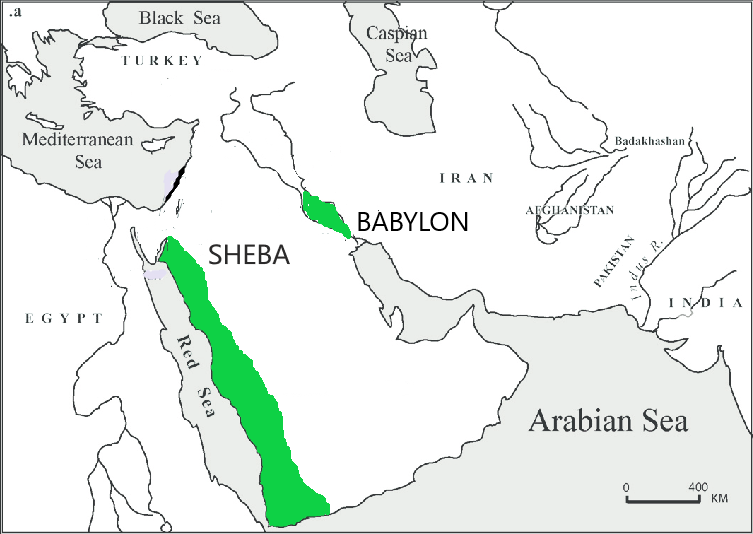 .a
Black Sea
Caspian
Sea
TURKEY
Mediterranean
Sea
Badakhashan
IRAN
AFGHANISTAN
BABYLON
SHEBA
PAKISTAN
Indus R.
INDIA
EGYPT
Red Sea
Arabian Sea
0 400
KM